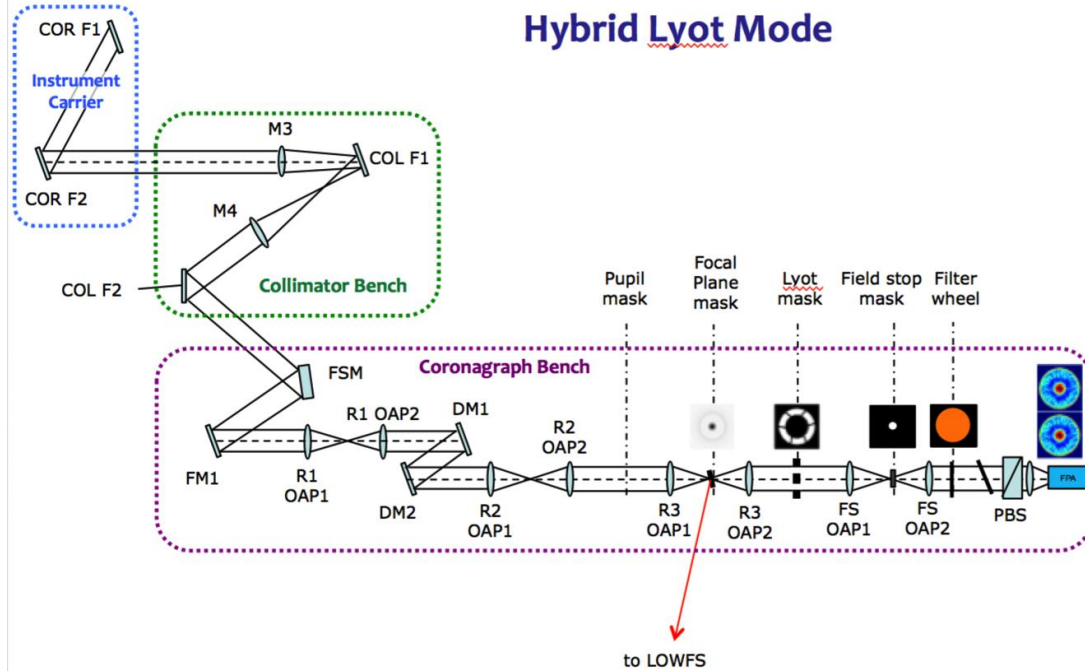 Hybrid Lyot Mode
COR F1
Instrument
Carrier
COR F2
M3
COL F1
M4
COL F2
Collimator Bench
Pupil
mask
Focal
Plane
mask
Lyot
mask
Field stop
mask
Filter
wheel
Coronagraph Bench
FSM
FM1
R1
OAP1
R1 OAP2
DM1
DM2
R2
OAP1
R2
OAP2
R3
OAP1
R3
OAP2
FS
OAP1
FS
OAP2
PBS
FPA
to LOWFS